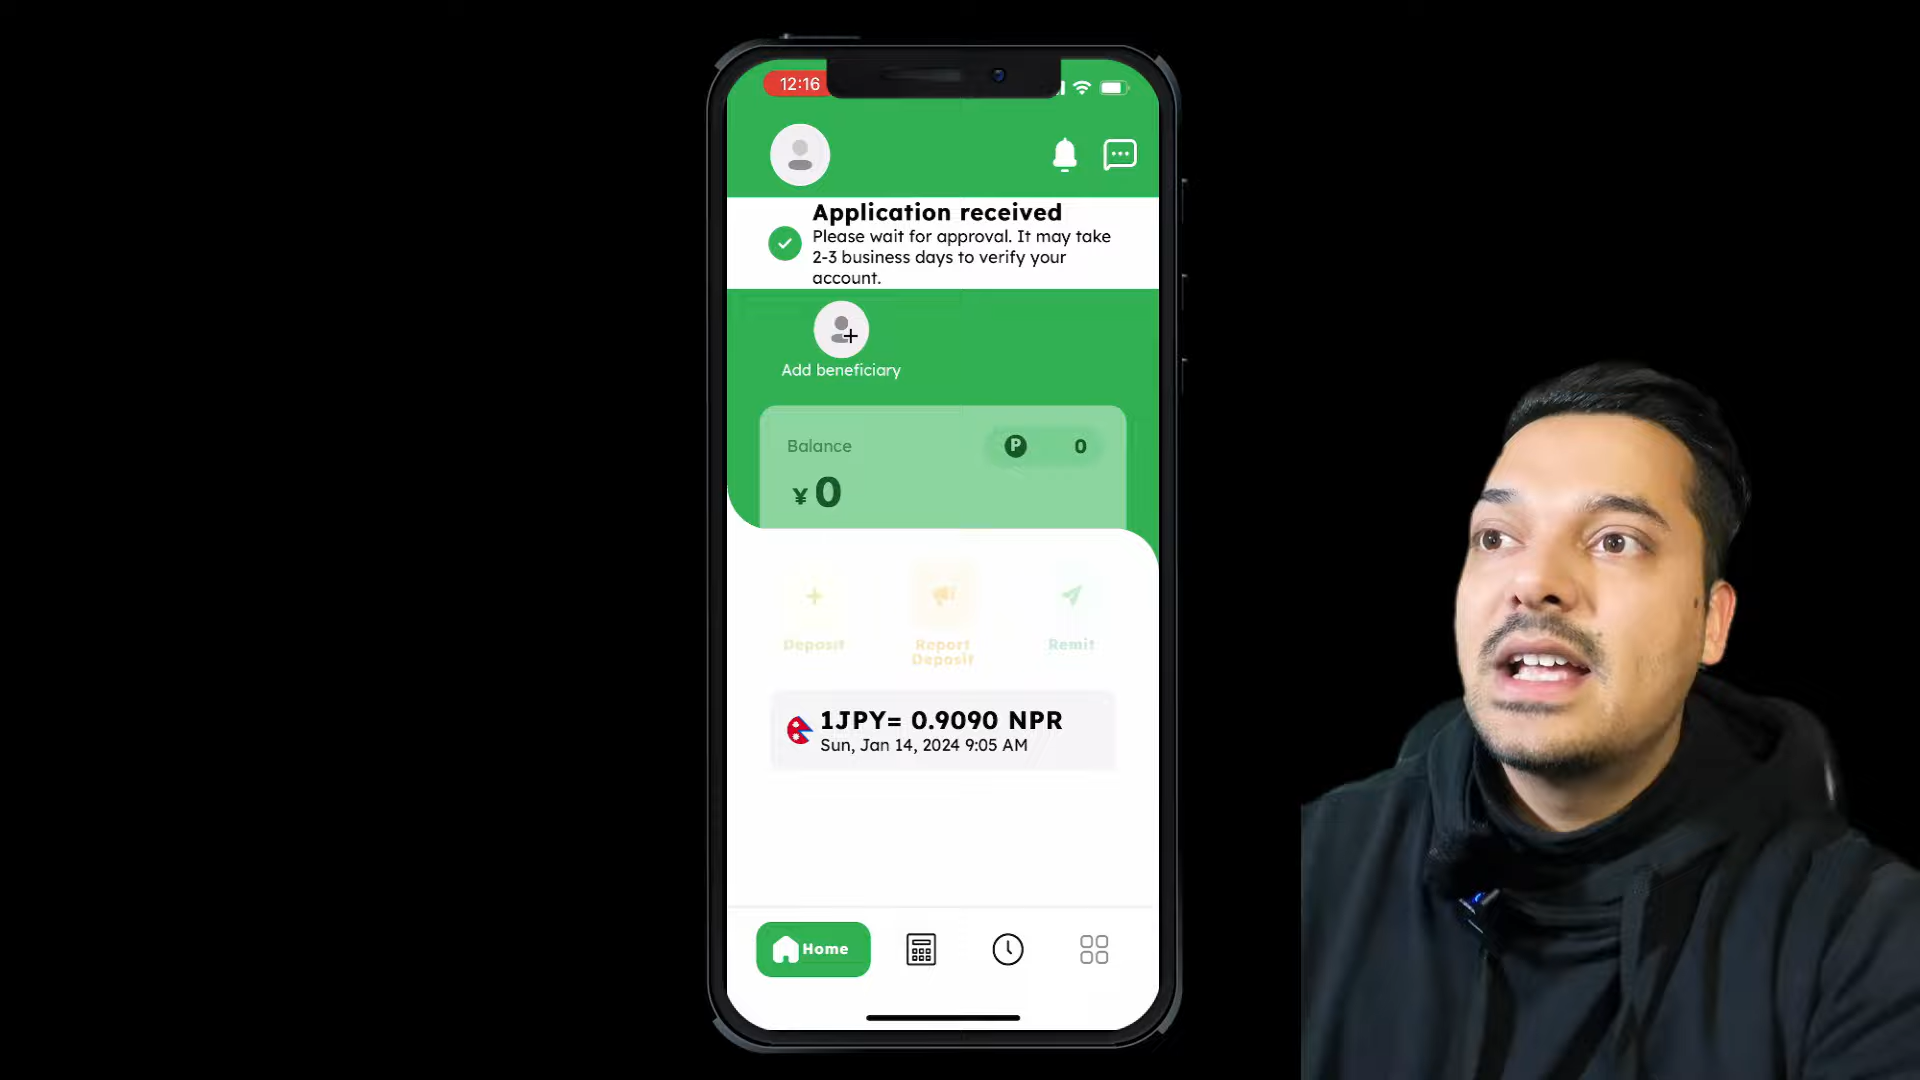 12:16
Application received
Please wait for approval. It may take
2-3 business days to verify your
account.
Add beneficiary
Balance
P 0
¥ 0
Deposit
Report
Deposit
Remit
1JPY= 0.9090 NPR
Sun, Jan 14, 2024 9:05 AM
Home